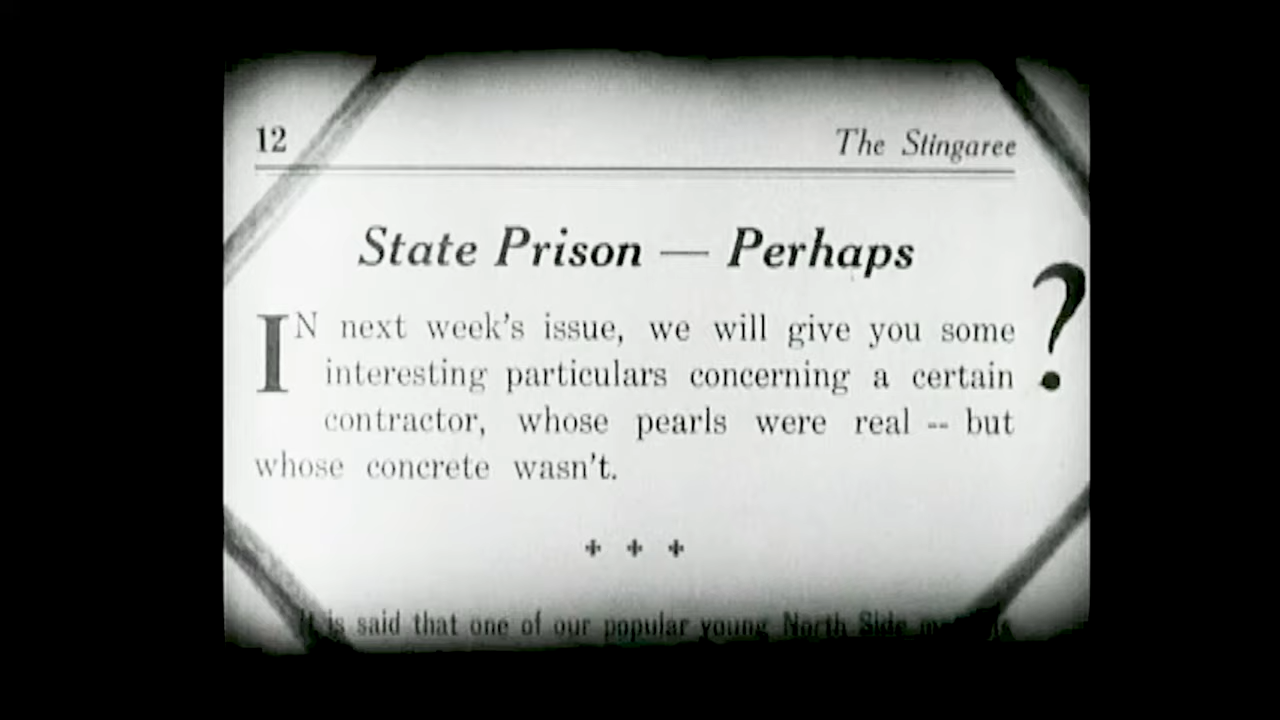 12 The Stingaree
State Prison — Perhaps
?
IN next week's issue, we will give you some
interesting particulars concerning a certain
contractor, whose pearls were real -- but
whose concrete wasn't.
It is said that one of our popular young North Side